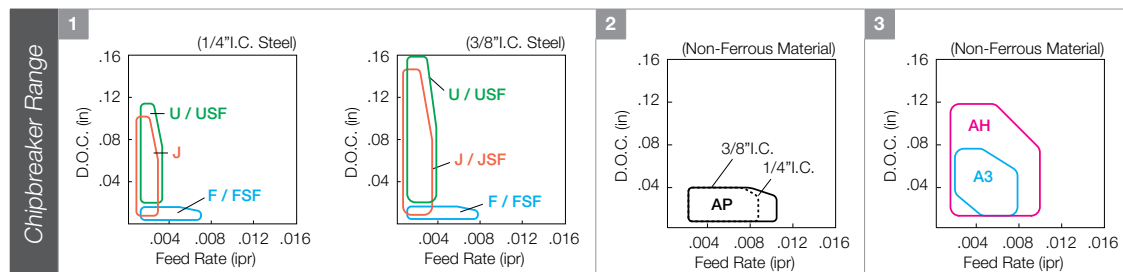 Chipbreaker Range
1
(1/4"I.C. Steel)
.16
.12
.08
.04
D.O.C. (in)
U / USF
J
F / FSF
.004 .008 .012 .016
Feed Rate (ipr)
(3/8"I.C. Steel)
.16
.12
.08
.04
D.O.C. (in)
U / USF
J / JSF
F / FSF
.004 .008 .012 .016
Feed Rate (ipr)
2
(Non-Ferrous Material)
.16
.12
.08
.04
D.O.C. (in)
3/8"I.C.
1/4"I.C.
AP
.004 .008 .012 .016
Feed Rate (ipr)
3
(Non-Ferrous Material)
.16
.12
.08
.04
D.O.C. (in)
AH
A3
.004 .008 .012 .016
Feed Rate (ipr)